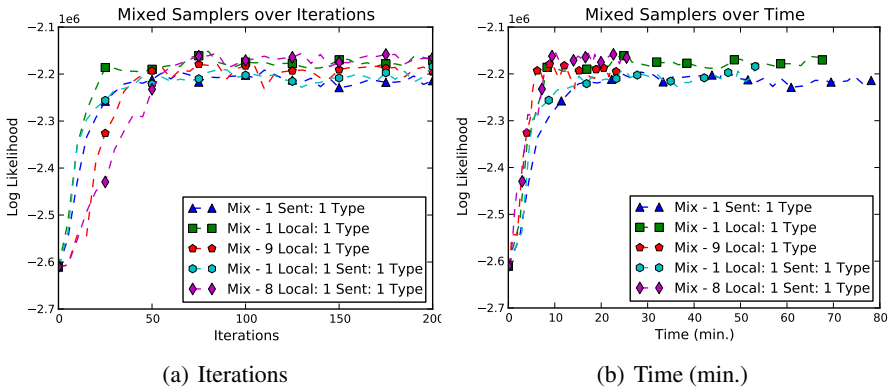 Mixed Samplers over Iterations
1e6
−2.1
−2.2
−2.3
−2.4
−2.5
−2.6
−2.7
Log Likelihood
0
50
100
150
200
Iterations
Mix - 1 Sent: 1 Type
Mix - 1 Local: 1 Type
Mix - 9 Local: 1 Type
Mix - 1 Local: 1 Sent: 1 Type
Mix - 8 Local: 1 Sent: 1 Type
(a) Iterations
Mixed Samplers over Time
1e6
−2.1
−2.2
−2.3
−2.4
−2.5
−2.6
−2.7
Log Likelihood
0
10
20
30
40
50
60
70
80
Time (min.)
Mix - 1 Sent: 1 Type
Mix - 1 Local: 1 Type
Mix - 9 Local: 1 Type
Mix - 1 Local: 1 Sent: 1 Type
Mix - 8 Local: 1 Sent: 1 Type
(b) Time (min.)